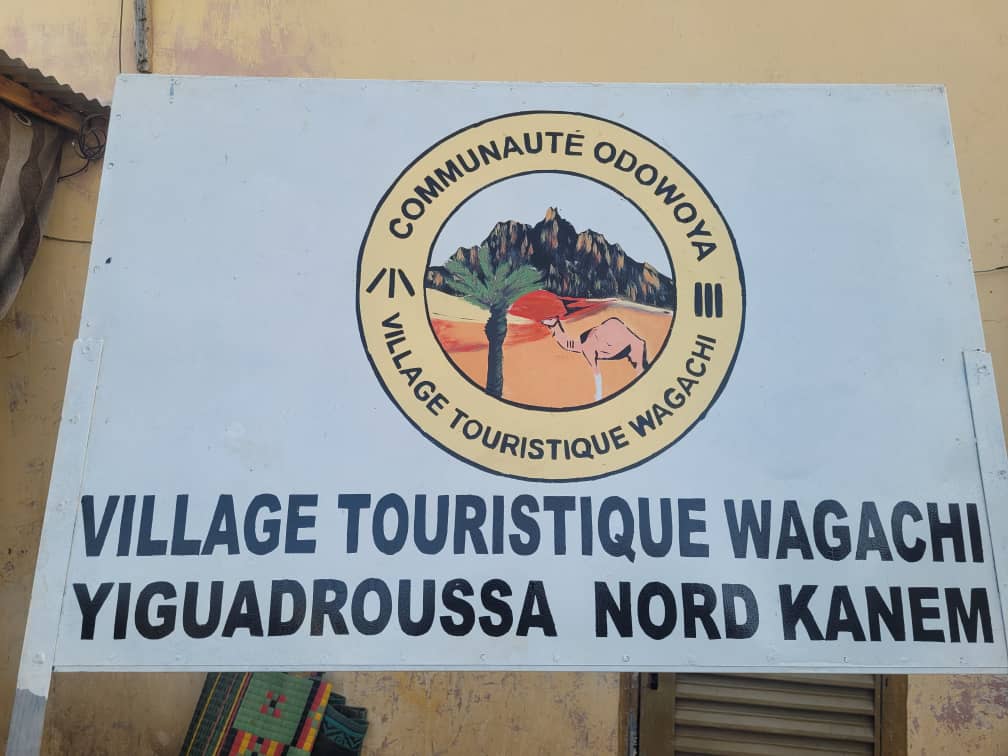 COMMUNAUTÉ ODOWOYA
VILLAGE TOURISTIQUE WAGACHI
VILLAGE TOURISTIQUE WAGACHI
YIGUADROUSSA NORD KANEM